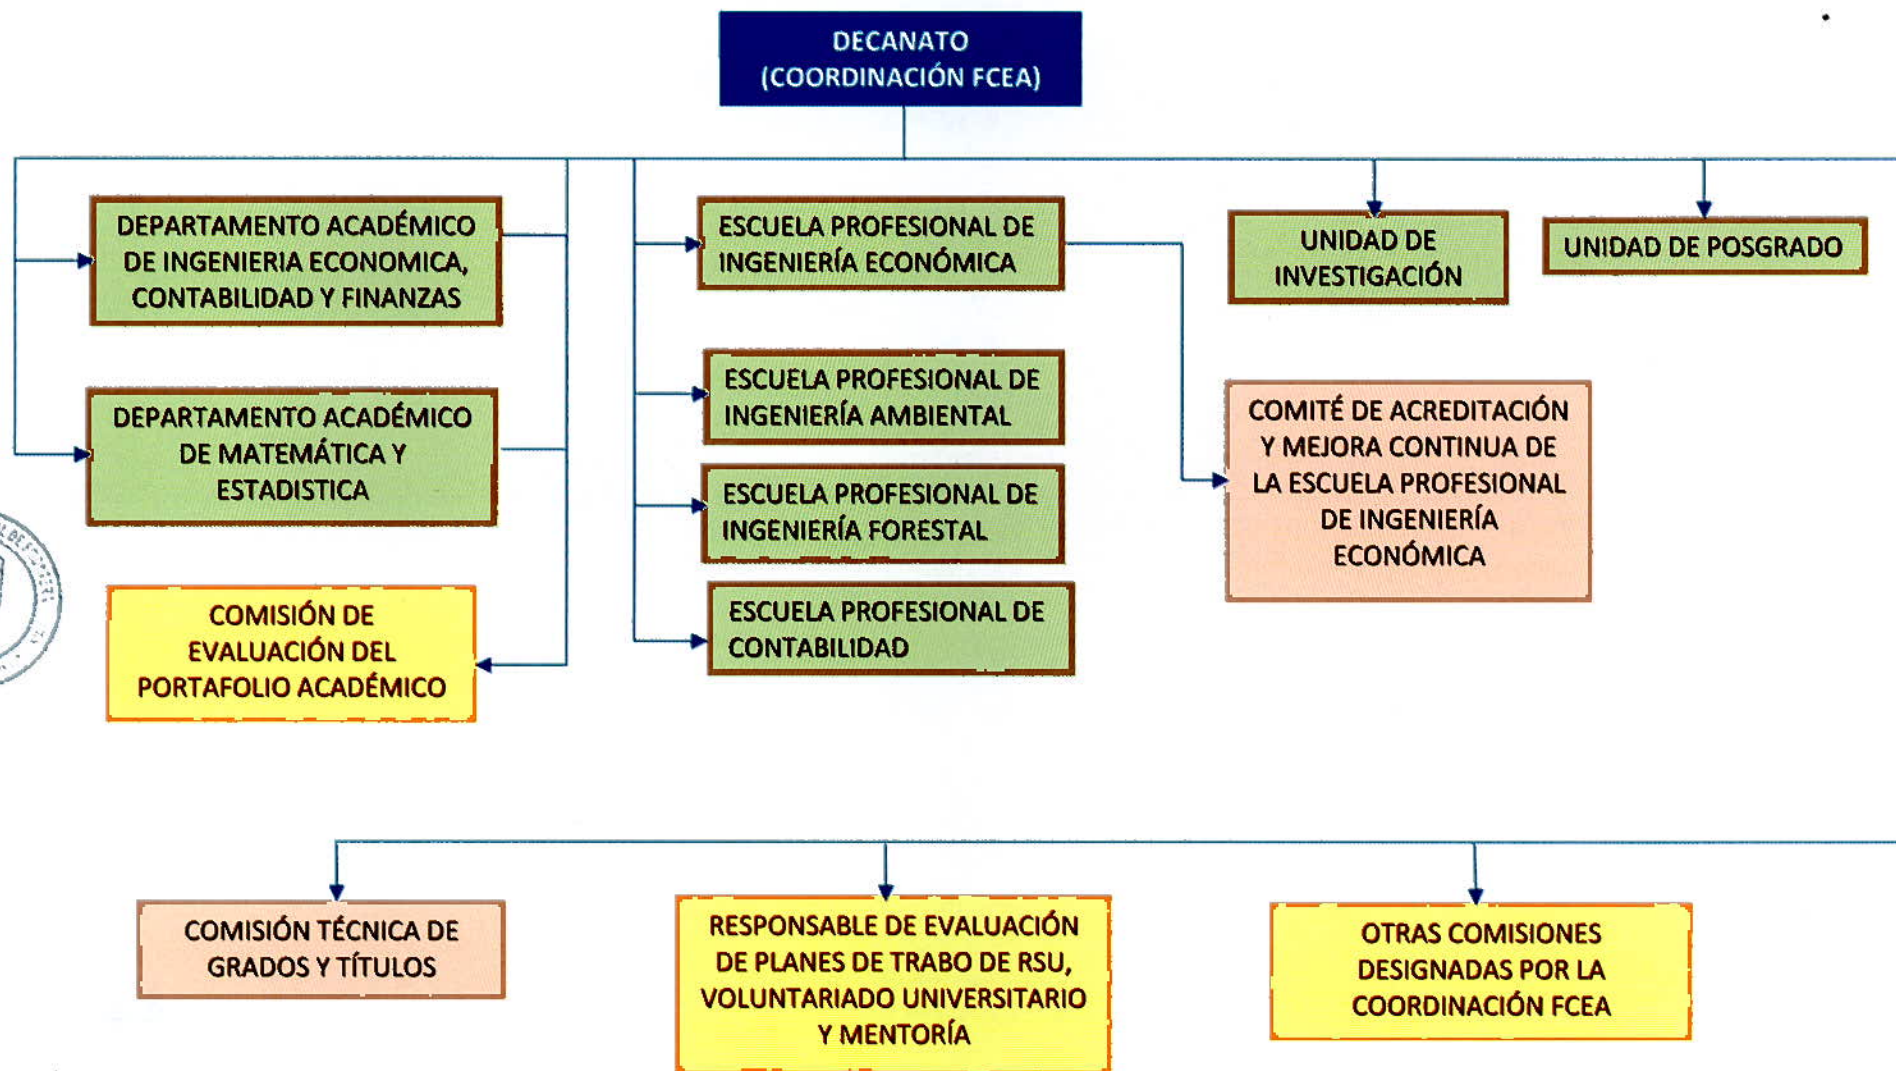 DECANATO
(COORDINACIÓN FCEA)
DEPARTAMENTO ACADÉMICO
DE INGENIERIA ECONOMICA,
CONTABILIDAD Y FINANZAS
DEPARTAMENTO ACADÉMICO
DE MATEMÁTICA Y
ESTADISTICA
COMISIÓN DE
EVALUACIÓN DEL
PORTAFOLIO ACADÉMICO
ESCUELA PROFESIONAL DE
INGENIERÍA ECONÓMICA
ESCUELA PROFESIONAL DE
INGENIERÍA AMBIENTAL
ESCUELA PROFESIONAL DE
INGENIERÍA FORESTAL
ESCUELA PROFESIONAL DE
CONTABILIDAD
UNIDAD DE
INVESTIGACIÓN
UNIDAD DE POSGRADO
COMITÉ DE ACREDITACIÓN
Y MEJORA CONTINUA DE
LA ESCUELA PROFESIONAL
DE INGENIERÍA
ECONÓMICA
COMISIÓN TÉCNICA DE
GRADOS Y TÍTULOS
RESPONSABLE DE EVALUACIÓN
DE PLANES DE TRABO DE RSU,
VOLUNTARIADO UNIVERSITARIO
Y MENTORÍA
OTRAS COMISIONES
DESIGNADAS POR LA
COORDINACIÓN FCEA